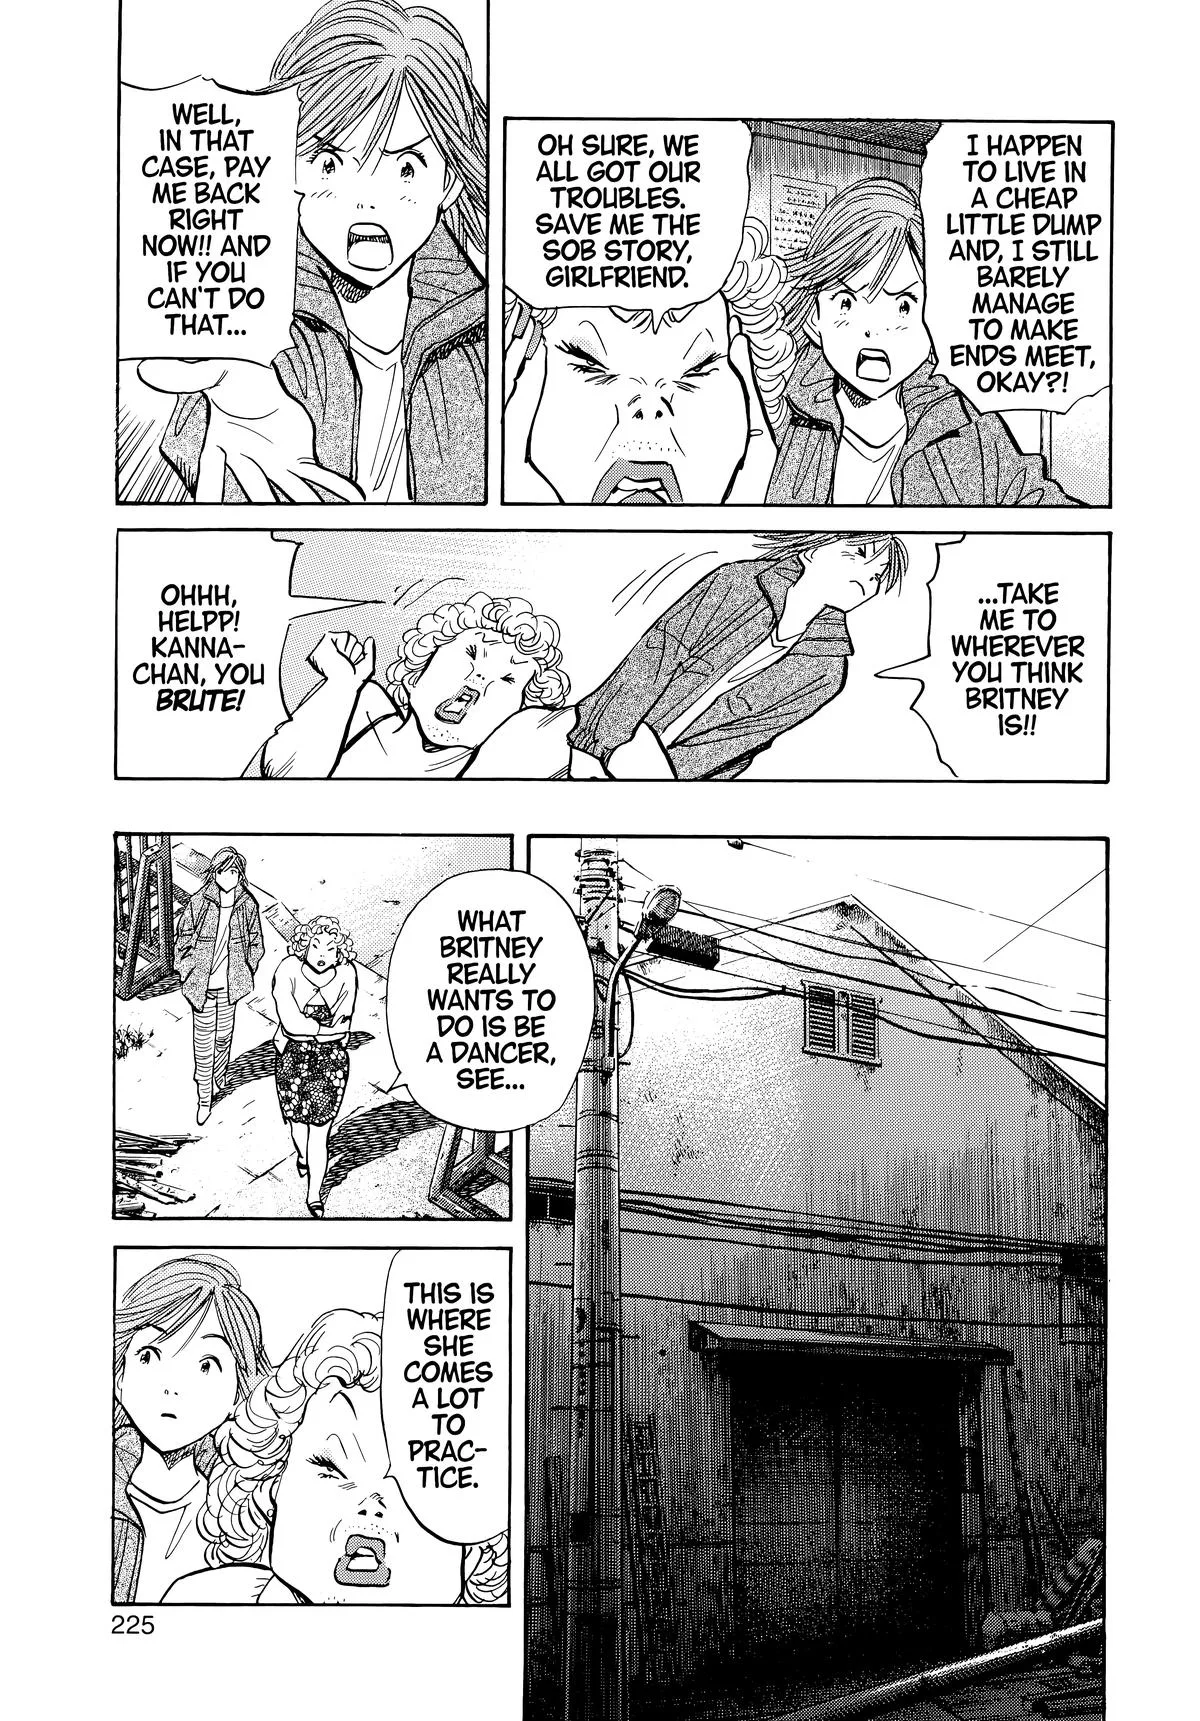 I HAPPEN
TO LIVE IN
A CHEAP
LITTLE DUMP
AND, I STILL
BARELY
MANAGE
TO MAKE
ENDS MEET,
OKAY?!
OH SURE, WE
ALL GOT OUR
TROUBLES.
SAVE ME THE
SOB STORY,
GIRLFRIEND.
WELL,
IN THAT
CASE, PAY
ME BACK
RIGHT
NOW!! AND
IF YOU
CAN'T DO
THAT...
...TAKE
ME TO
WHEREVER
YOU THINK
BRITNEY
IS!!
OHHH,
HELPP!
KANNA-
CHAN, YOU
BRUTE!
WHAT
BRITNEY
REALLY
WANTS TO
DO IS BE
A DANCER,
SEE...
THIS IS
WHERE
SHE
COMES
A LOT
TO
PRAC-
TICE.
225